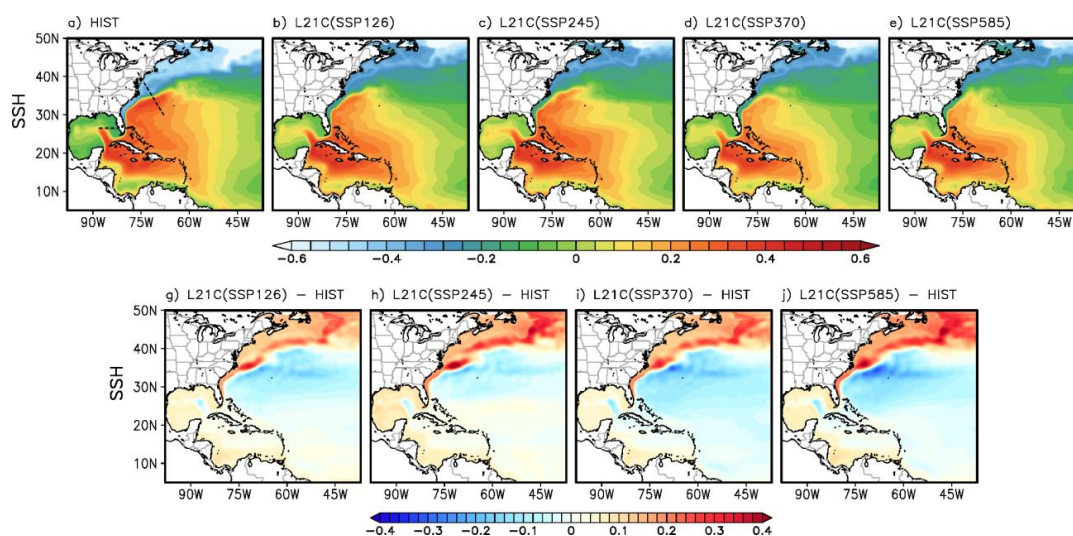 a) HIST b) L21C(SSP126) c) L21C(SSP245) d) L21C(SSP370) e) L21C(SSP585)
50N
40N
SSH
30N
20N
10N
90W 75W 60W 45W 90W 75W 60W 45W 90W 75W 60W 45W 90W 75W 60W 45W 90W 75W 60W 45W
−0.6 −0.4 −0.2 0 0.2 0.4 0.6
g) L21C(SSP126) − HIST h) L21C(SSP245) − HIST i) L21C(SSP370) − HIST j) L21C(SSP585) − HIST
50N
40N
SSH
30N
20N
10N
90W 75W 60W 45W 90W 75W 60W 45W 90W 75W 60W 45W 90W 75W 60W 45W
−0.4 −0.3 −0.2 −0.1 0 0.1 0.2 0.3 0.4